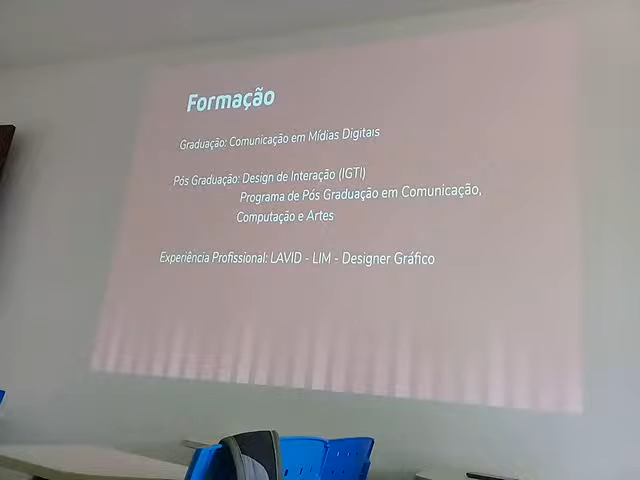 Formação
Graduação: Comunicação em Mídias Digitais
Pós Graduação: Design de Interação (IGTI)
Programa de Pós Graduação em Comunicação,
Computação e Artes
Experiência Profissional: LAVID - LIM - Designer Gráfico